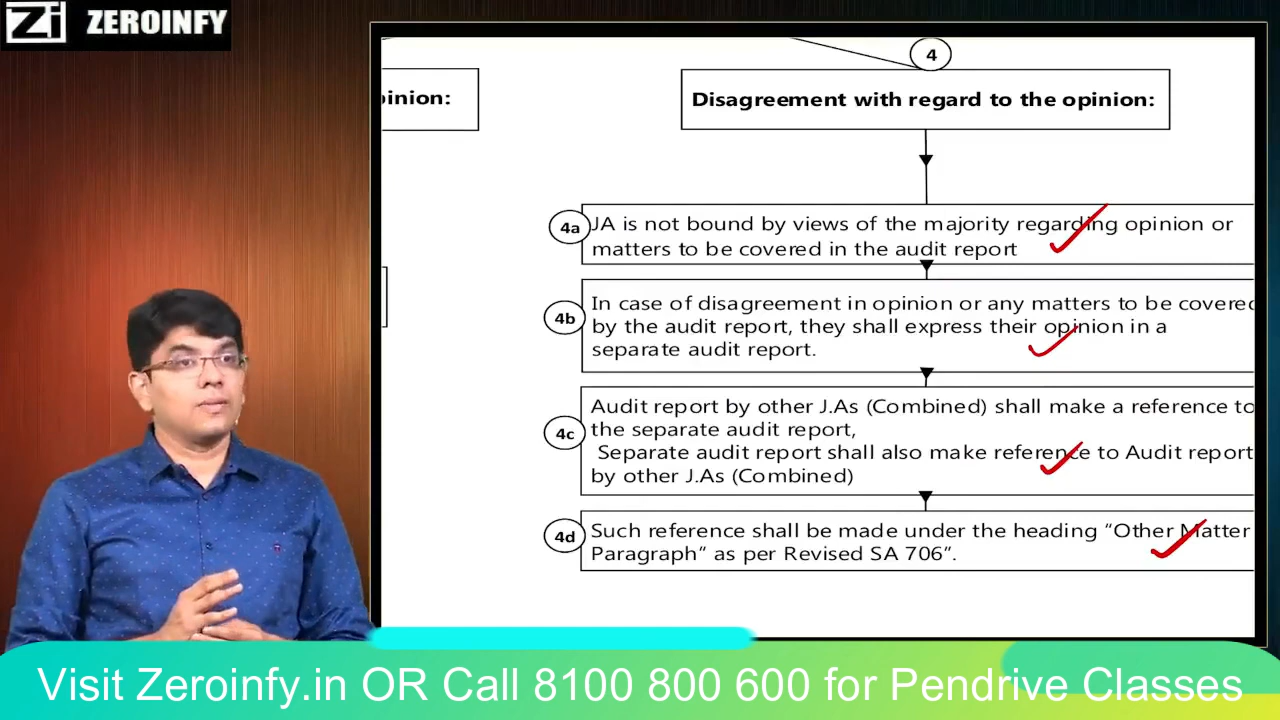 Zi ZEROINFY
4
inion:
Disagreement with regard to the opinion:
4a
JA is not bound by views of the majority regarding opinion or
matters to be covered in the audit report
4b
In case of disagreement in opinion or any matters to be covered
by the audit report, they shall express their opinion in a
separate audit report.
4c
Audit report by other J.As (Combined) shall make a reference to
the separate audit report,
Separate audit report shall also make reference to Audit report
by other J.As (Combined)
4d
Such reference shall be made under the heading “Other Matter
Paragraph” as per Revised SA 706”.
Visit Zeroinfy.in OR Call 8100 800 600 for Pendrive Classes